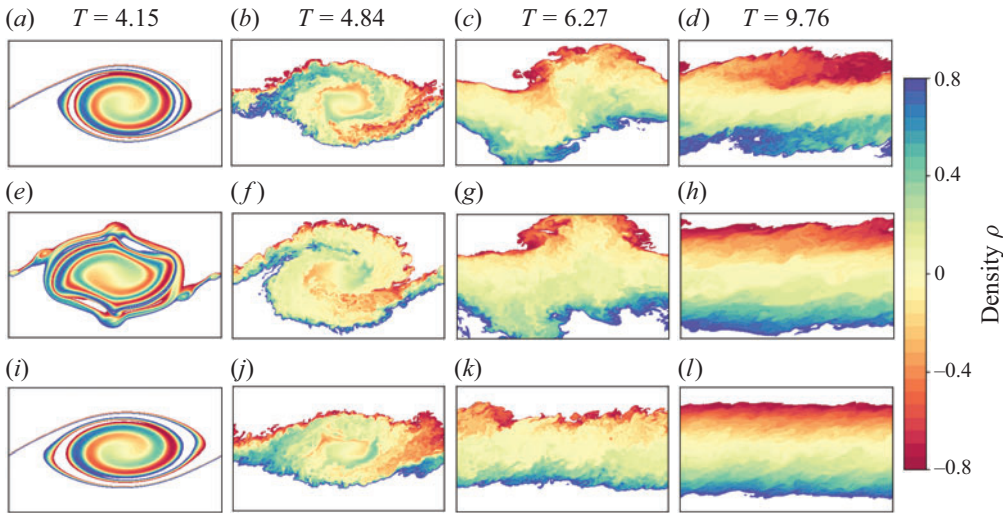 (a) T = 4.15 (b) T = 4.84 (c) T = 6.27 (d) T = 9.76
(e) (f) (g) (h)
(i) (j) (k) (l)
0.8
0.4
0
–0.4
–0.8
Density ρ